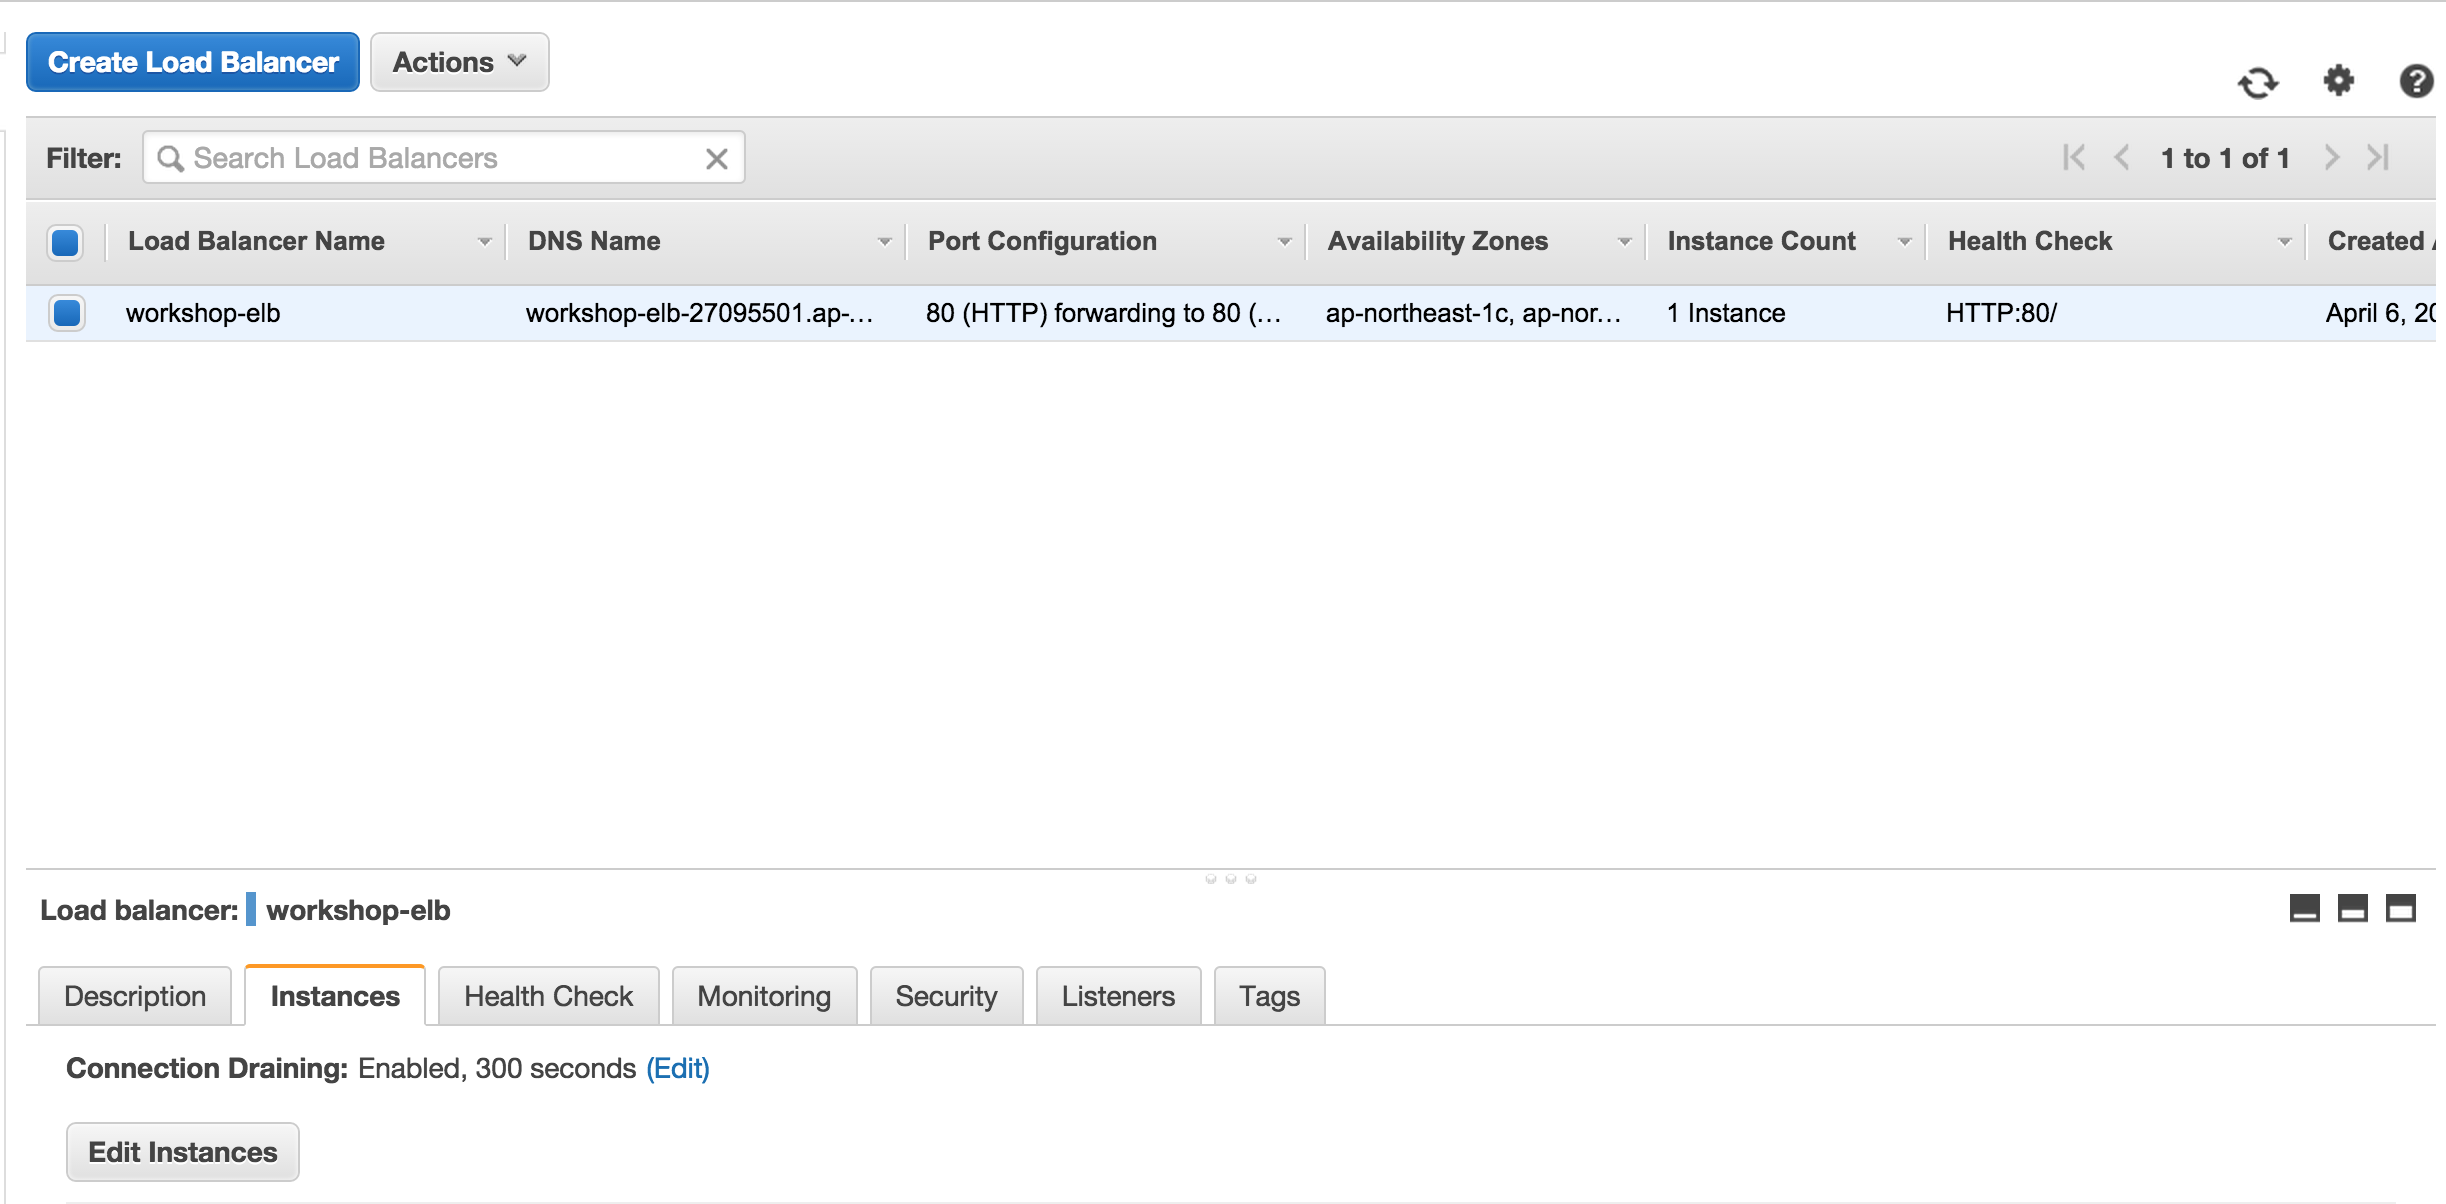 Create Load Balancer Actions
Filter: Search Load Balancers 1 to 1 of 1
Load Balancer Name DNS Name Port Configuration Availability Zones Instance Count Health Check Created
workshop-elb workshop-elb-27095501.ap-... 80 (HTTP) forwarding to 80 (... ap-northeast-1c, ap-nor... 1 Instance HTTP:80/ April 6, 20
Load balancer: workshop-elb
Description Instances Health Check Monitoring Security Listeners Tags
Connection Draining: Enabled, 300 seconds (Edit)
Edit Instances